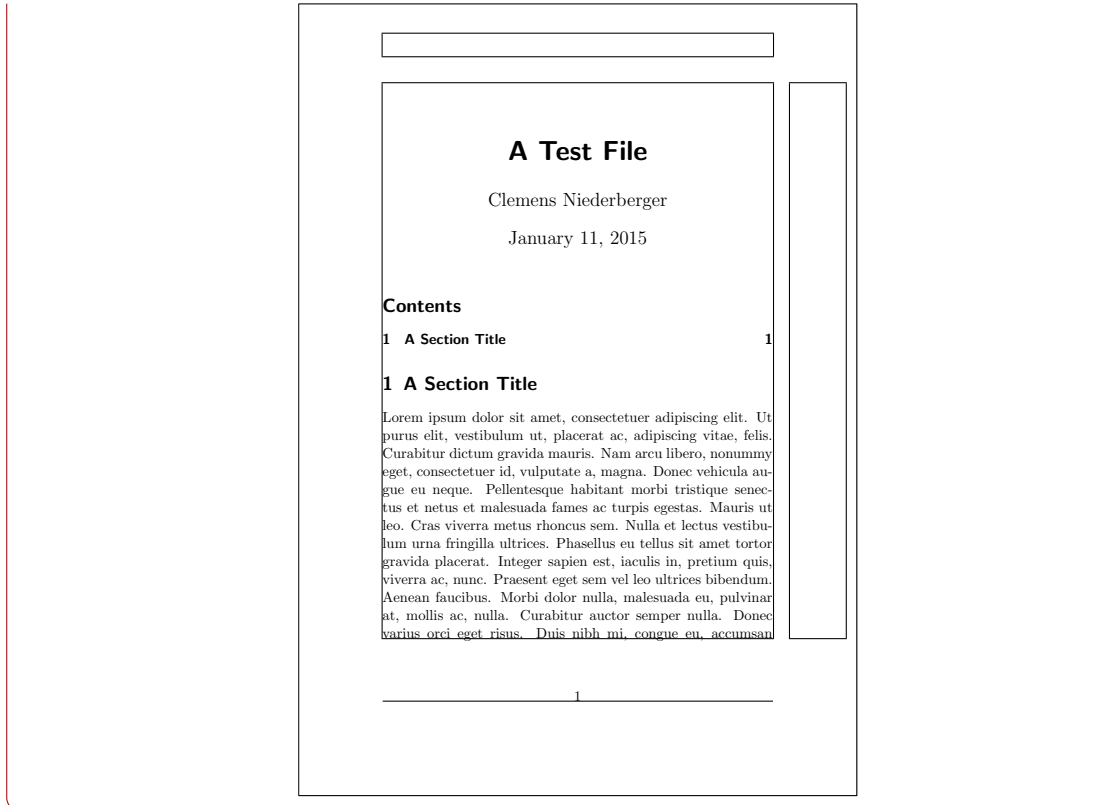 A Test File
Clemens Niederberger
January 11, 2015
Contents
1 A Section Title 1
1 A Section Title
Lorem ipsum dolor sit amet, consectetuer adipiscing elit. Ut
purus elit, vestibulum ut, placerat ac, adipiscing vitae, felis.
Curabitur dictum gravida mauris. Nam arcu libero, nonummy
eget, consectetuer id, vulputate a, magna. Donec vehicula au-
gue eu neque. Pellentesque habitant morbi tristique senec-
tus et netus et malesuada fames ac turpis egestas. Mauris ut
leo. Cras viverra metus rhoncus sem. Nulla et lectus vestibu-
lum urna fringilla ultrices. Phasellus eu tellus sit amet tortor
gravida placerat. Integer sapien est, iaculis in, pretium quis,
viverra ac, nunc. Praesent eget sem vel leo ultrices bibendum.
Aenean faucibus. Morbi dolor nulla, malesuada eu, pulvinar
at, mollis ac, nulla. Curabitur auctor semper nulla. Donec
varius orci eget risus. Duis nibh mi, congue eu, accumsan
1